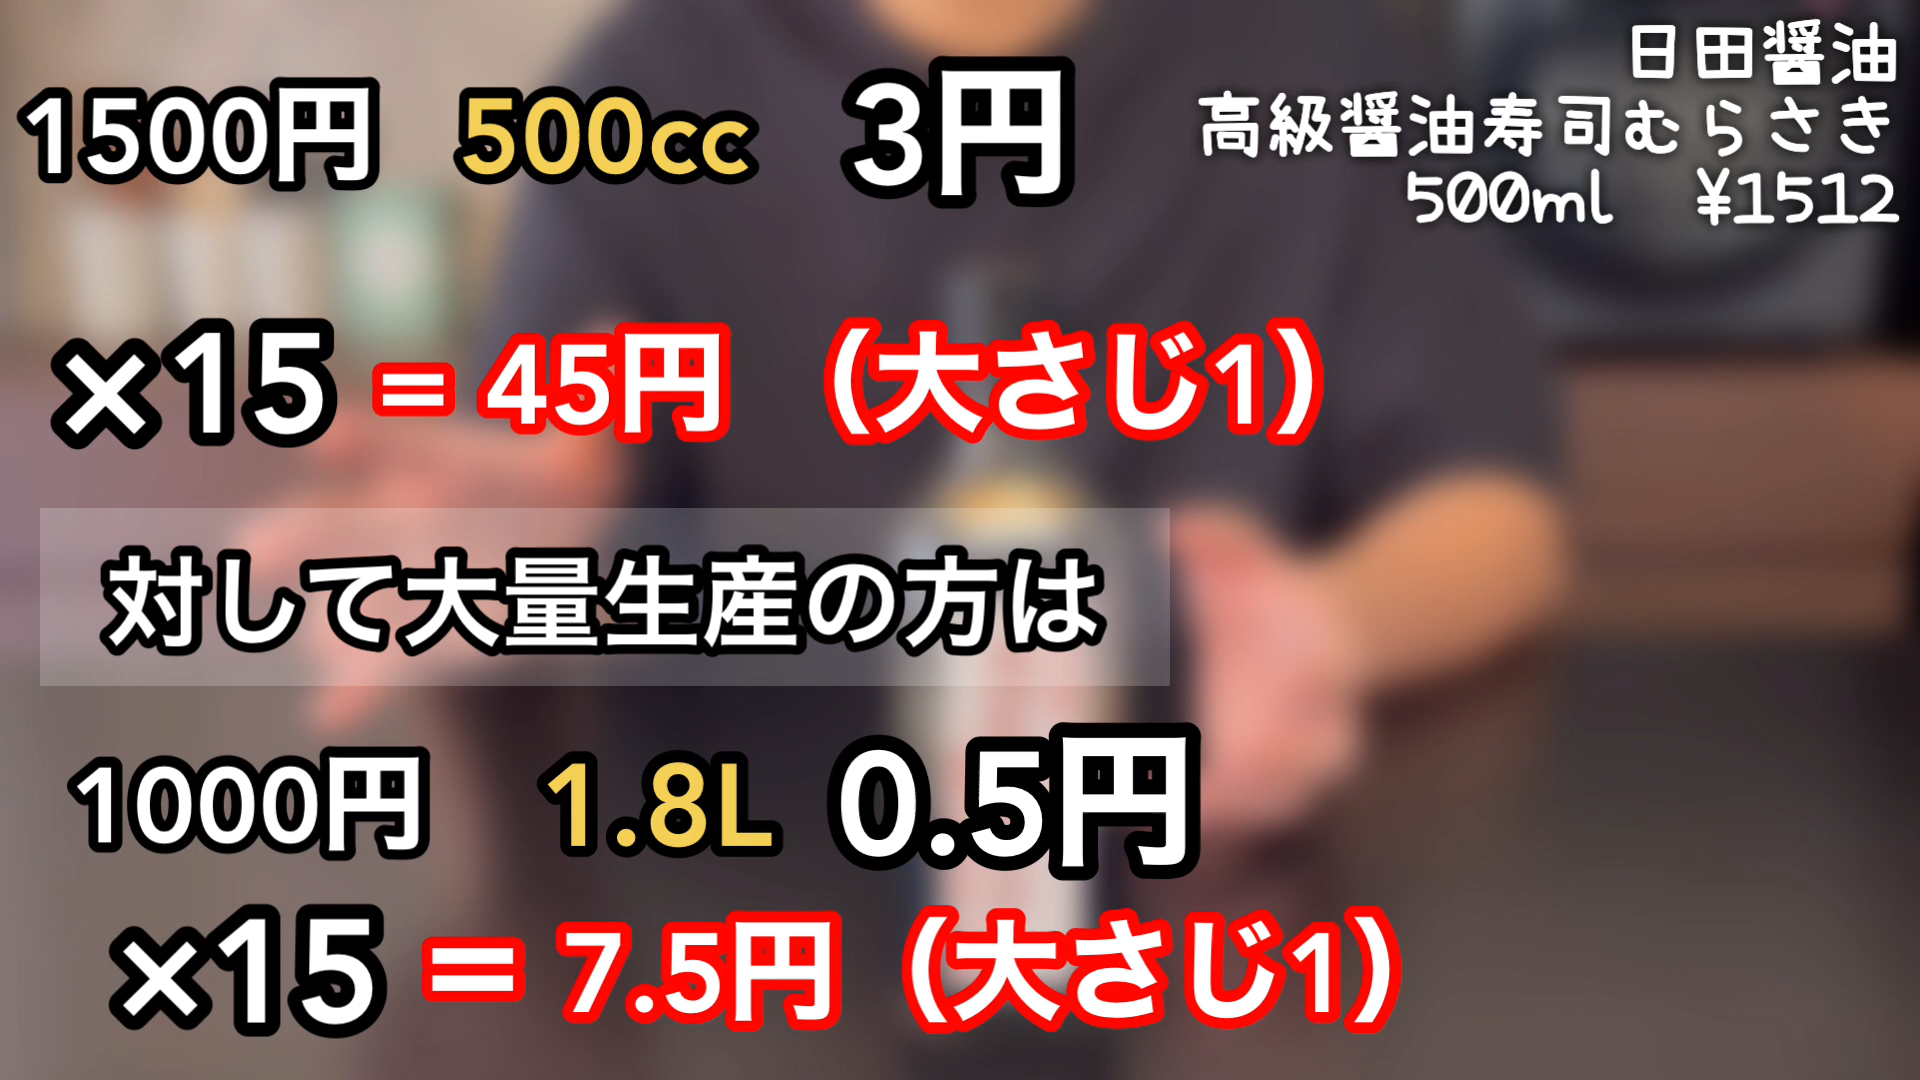 日田醤油
高級醤油寿司むらさき
500ml ¥1512
1500円 500cc 3円
×15 = 45円 （大さじ1）
対して大量生産の方は
1000円 1.8L 0.5円
×15 = 7.5円（大さじ1）